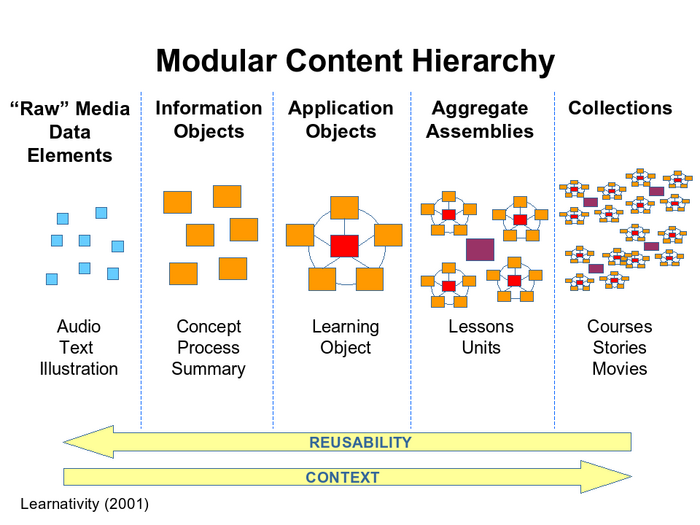 Modular Content Hierarchy
“Raw” Media
Data
Elements
Information
Objects
Application
Objects
Aggregate
Assemblies
Collections
Audio
Text
Illustration
Concept
Process
Summary
Learning
Object
Lessons
Units
Courses
Stories
Movies
REUSABILITY
CONTEXT
Learnativity (2001)